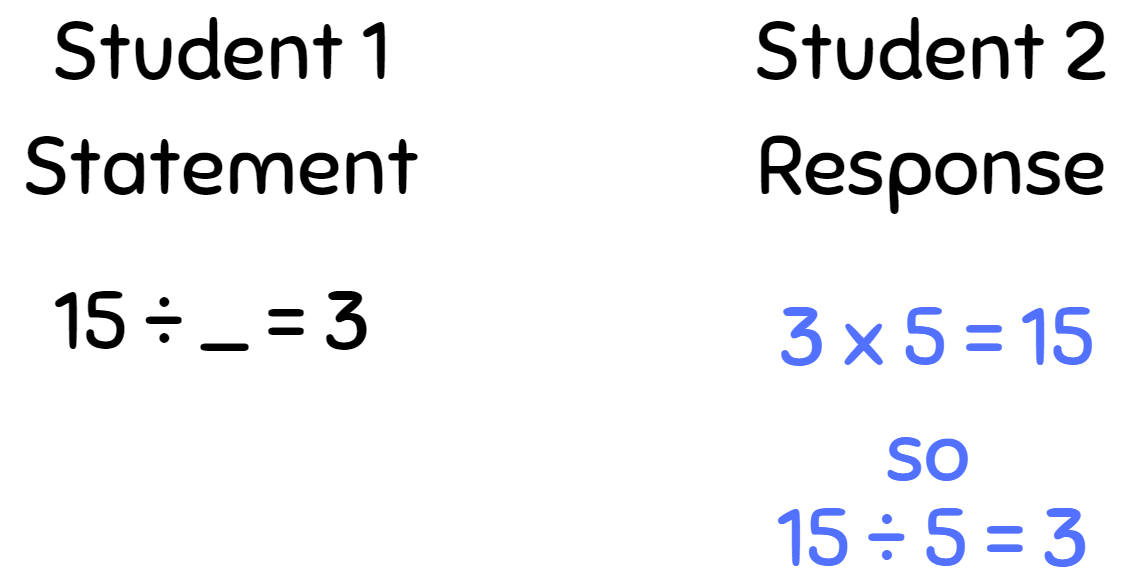 Student 1
Statement
15 ÷ _ = 3
Student 2
Response
3 x 5 = 15
so
15 ÷ 5 = 3